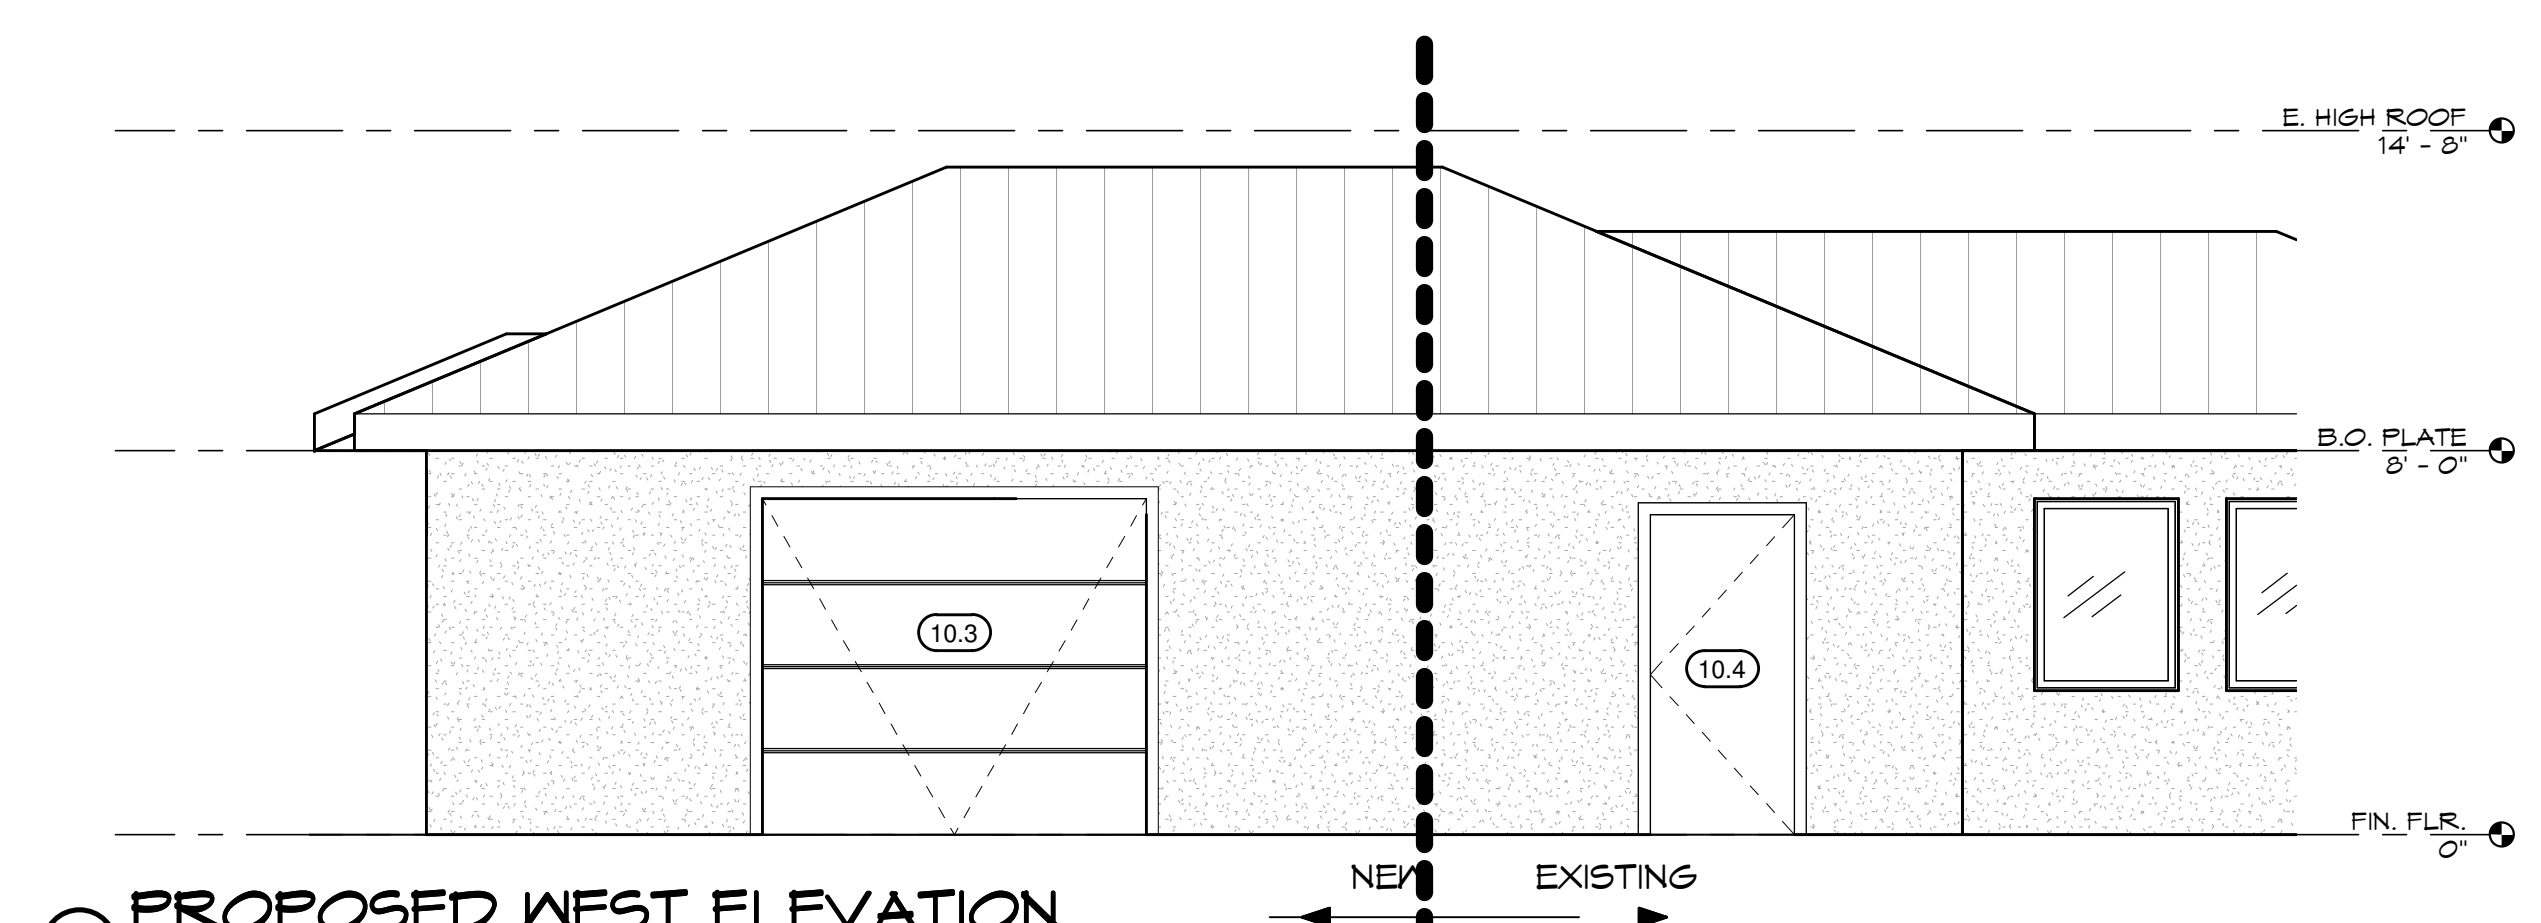 E. HIGH ROOF
14' - 8"
B.O. PLATE
8' - 0"
10.3
10.4
FIN. FLR.
0"
NEW EXISTING
PROPOSED WEST ELEVATION